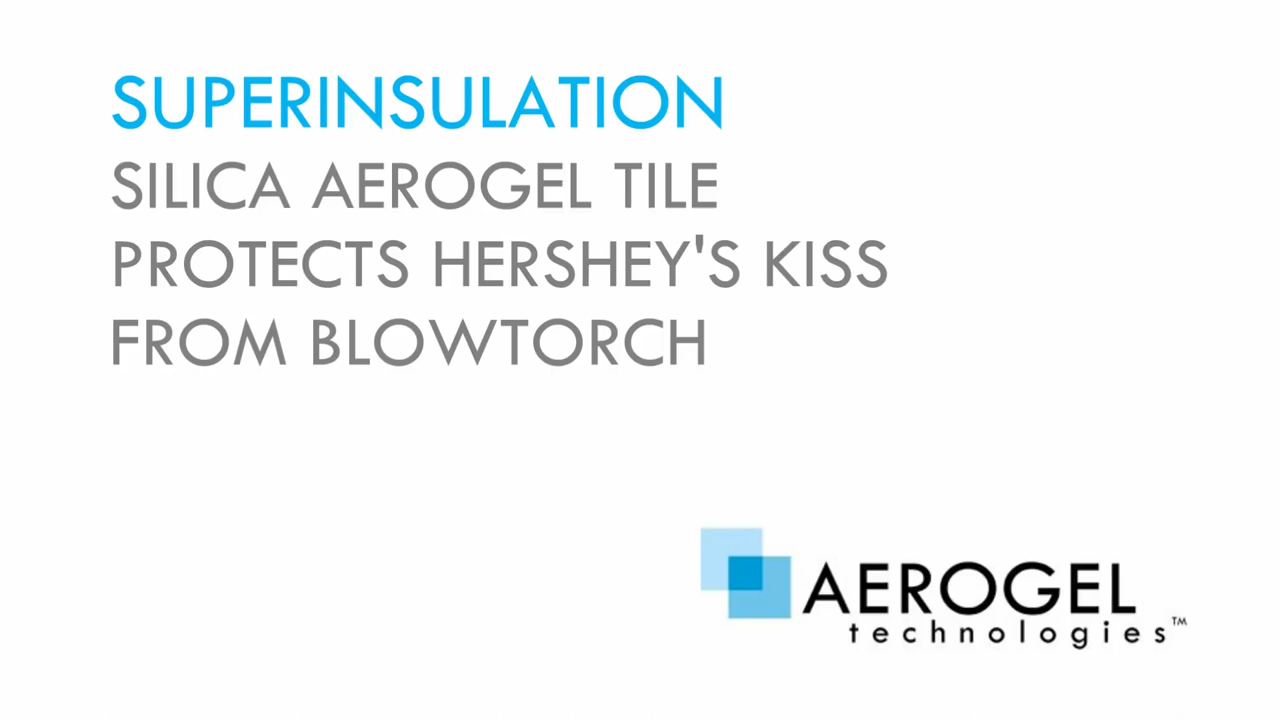 SUPERINSULATION
SILICA AEROGEL TILE
PROTECTS HERSHEY'S KISS
FROM BLOWTORCH
AEROGEL
technologies™